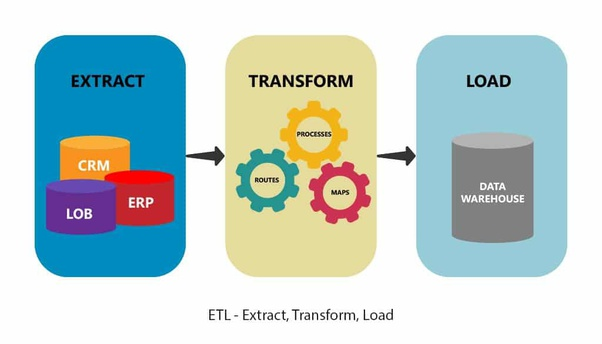 EXTRACT
CRM
LOB
ERP
TRANSFORM
PROCESSES
ROUTES
MAPS
LOAD
DATA
WAREHOUSE
ETL - Extract, Transform, Load